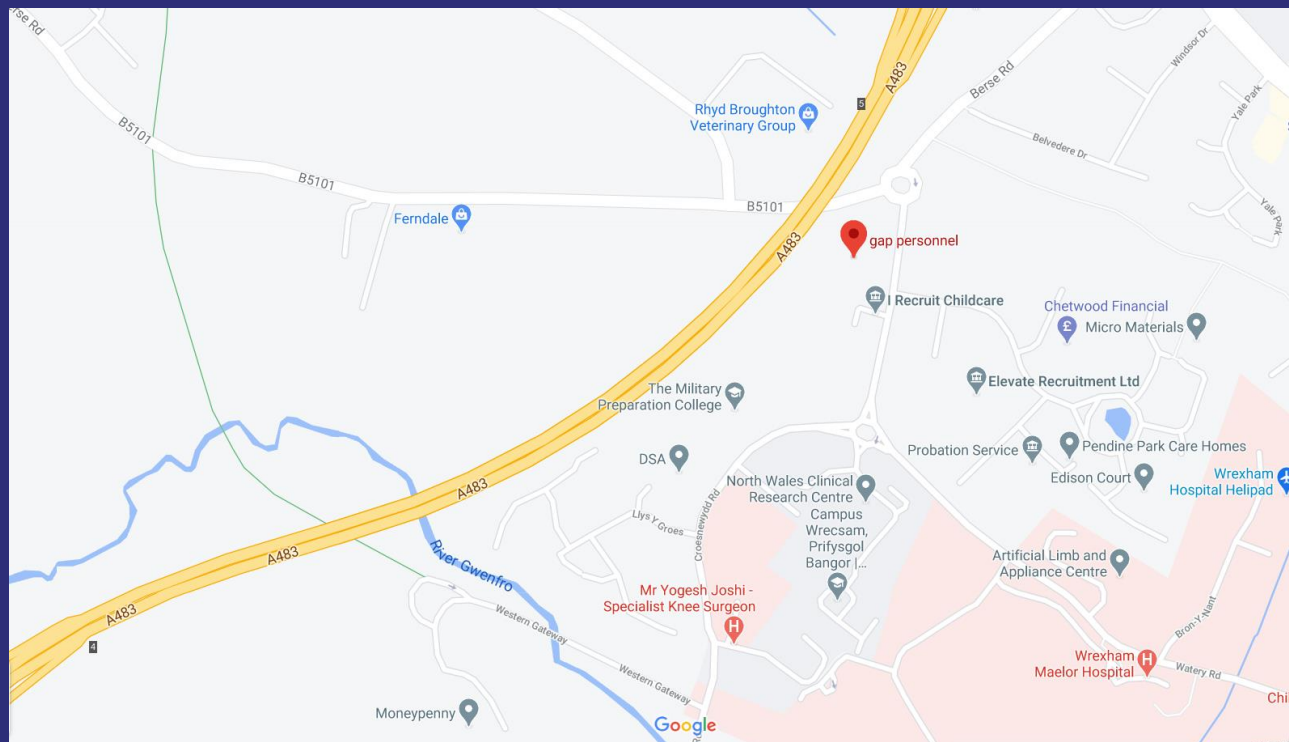 Berse Rd
A483
Windsor Dr
Berse Rd
Yale Park
5
Rhyd Broughton
Veterinary Group
B5101
Belvedere Dr
B5101
B5101
Yale Park
Ferndale
A483
gap personnel
I Recruit Childcare
Chetwood Financial
£
Micro Materials
The Military
Preparation College
Elevate Recruitment Ltd
DSA
Probation Service
Pendine Park Care Homes
A483
North Wales Clinical
Research Centre
Edison Court
Wrexham
Hospital Helipad
Croesnewydd Rd
Campus
Wrecsam,
Prifysgol
Bangor |...
Llys Y Groes
A483
River Gwenfro
Artificial Limb and
Appliance Centre
A483
Mr Yogesh Joshi -
Specialist Knee Surgeon
H
Western Gateway
Bron-Y-Nant
4
Wrexham
Maelor Hospital
H
Watery Rd
Western Gateway
Chil
Moneypenny
Google